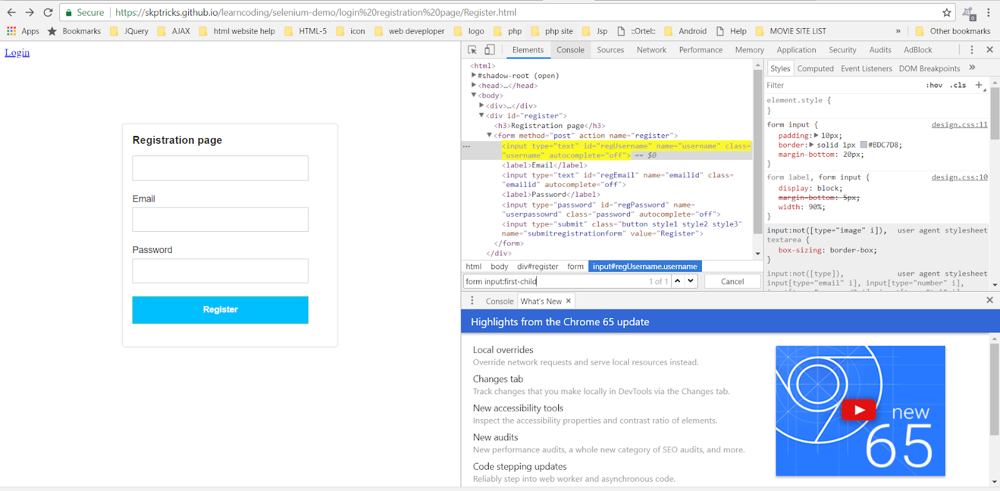 Secure https://skptricks.github.io/learncoding/selenium-demo/login%20registration%20page/Register.html
0
Apps Bookmarks JQuery AJAX html website help HTML-5 icon web deveploper logo php php site Jsp ::Ortel:: Android Help MOVIE SITE LIST » Other bookmarks
Login
Registration page
Email
Password
Register
Elements Console Sources Network Performance Memory Application Security Audits AdBlock
<html>
#shadow-root (open)
<head>…</head>
<body>
<div>…</div>
<div id="register">
<h3>Registration page</h3>
<form method="post" action name="register">
<input type="text" id="regUsername" name="username" class=
"username" autocomplete="off"> == $0
<label>Email</label>
<input type="text" id="regEmail" name="emailid" class=
"emailid" autocomplete="off">
<label>Password</label>
<input type="password" id="regPassword" name=
"userpassowrd" class="password" autocomplete="off">
<input type="submit" class="button style1 style2 style3"
name="submitregistrationform" value="Register">
</form>
</div>
html body div#register form input#regUsername.username
form input:first-child 1 of 1 Cancel
Styles Computed Event Listeners DOM Breakpoints »
Filter :hov .cls +
element.style {
}
form input { design.css:11
padding: 10px;
border: solid 1px #BDC7D8;
margin-bottom: 20px;
}
form label, form input { design.css:10
display: block;
margin-bottom: 5px;
width: 90%;
}
input:not([type="image" i]), user agent stylesheet
textarea {
box-sizing: border-box;
}
input:not([type]), user agent stylesheet
input[type="email" i], input[type="number" i],
Console What's New ×
Highlights from the Chrome 65 update
Local overrides
Override network requests and serve local resources instead.
Changes tab
Track changes that you make locally in DevTools via the Changes tab.
New accessibility tools
Inspect the accessibility properties and contrast ratio of elements.
New audits
New performance audits, a whole new category of SEO audits, and more.
Code stepping updates
Reliably step into web worker and asynchronous code.
new
65